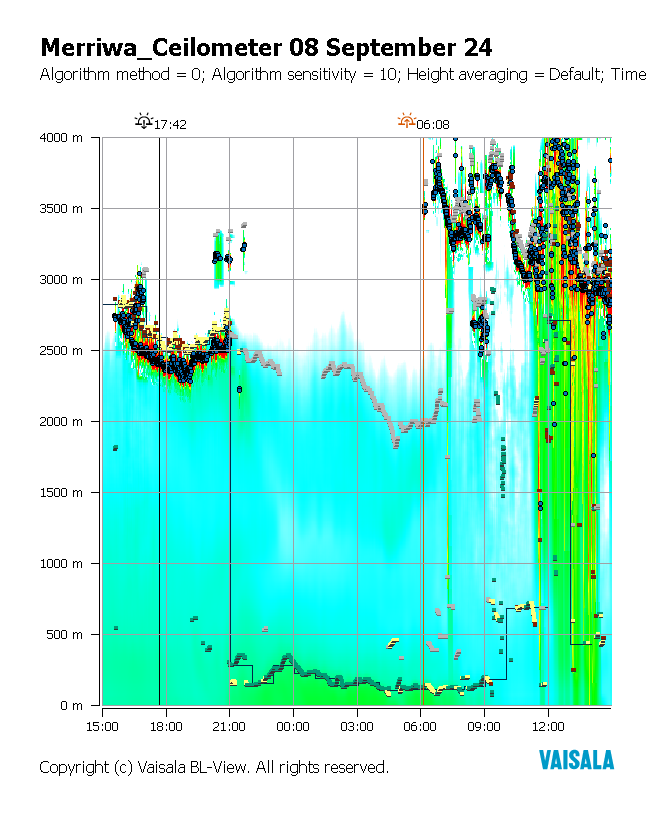 Merriwa_Ceilometer 08 September 24
Algorithm method = 0; Algorithm sensitivity = 10; Height averaging = Default; Time
17:42
06:08
4000 m
3500 m
3000 m
2500 m
2000 m
1500 m
1000 m
500 m
0 m
15:00 18:00 21:00 00:00 03:00 06:00 09:00 12:00
Copyright (c) Vaisala BL-View. All rights reserved.
VAISALA